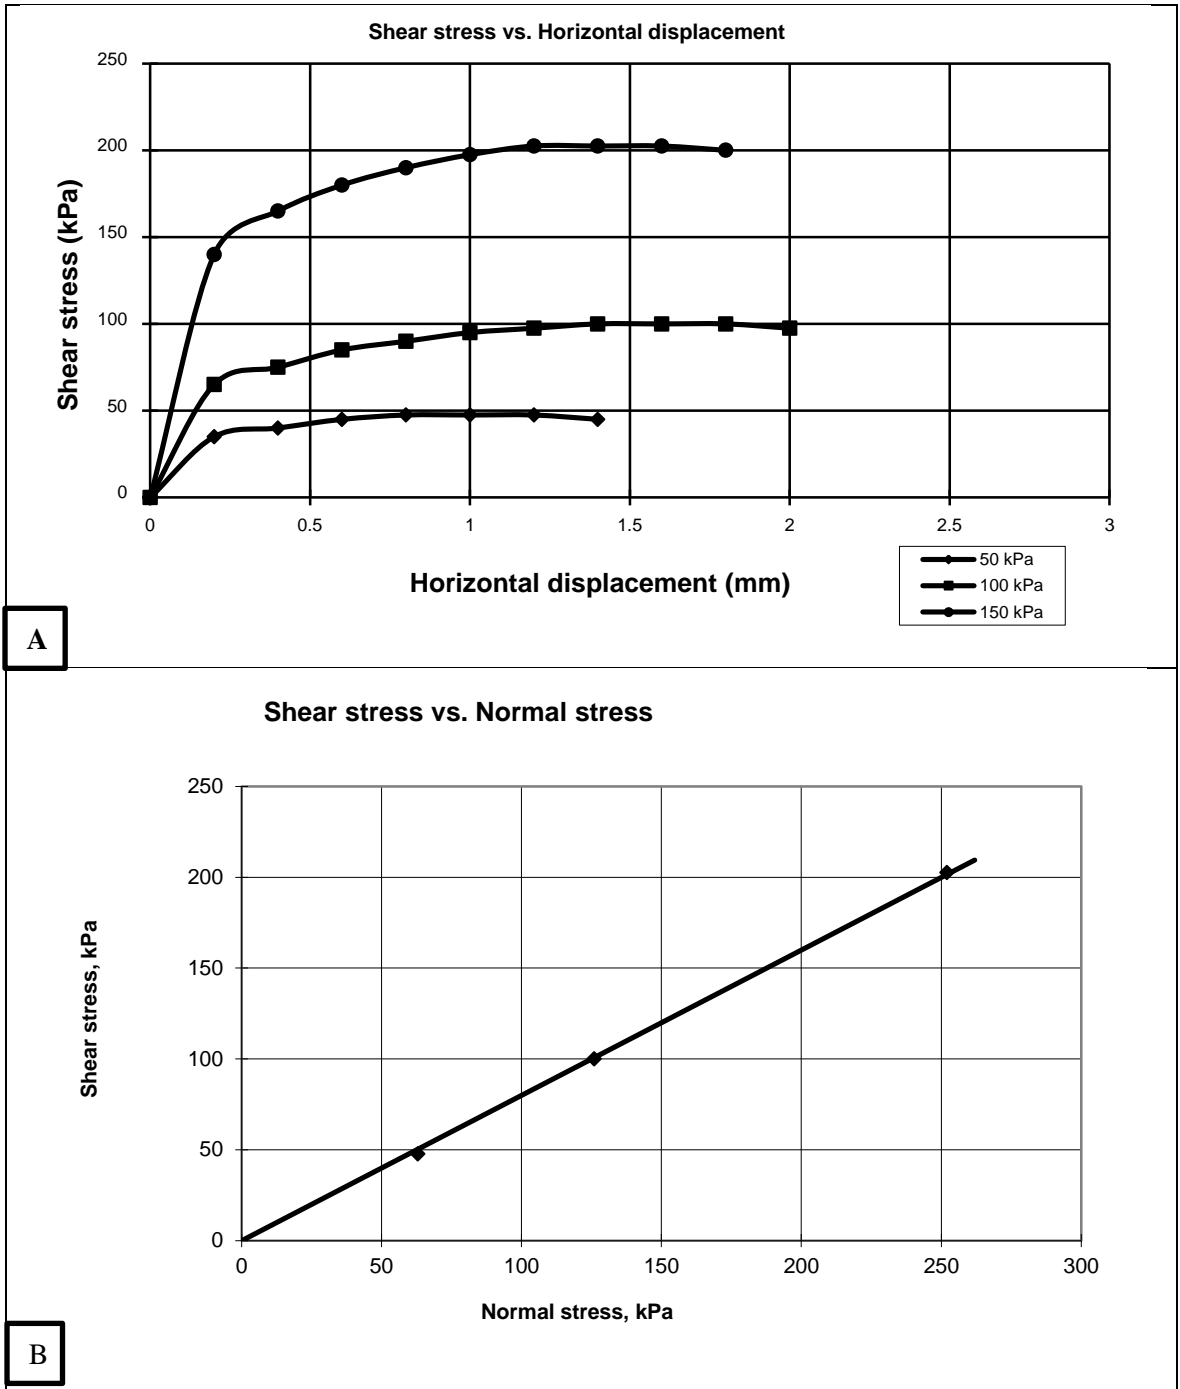 Shear stress vs. Horizontal displacement
250
200
150
100
50
0
Shear stress (kPa)
0 0.5 1 1.5 2 2.5 3
Horizontal displacement (mm)
50 kPa
100 kPa
150 kPa
A
Shear stress vs. Normal stress
250
200
150
100
50
0
Shear stress, kPa
0 50 100 150 200 250 300
Normal stress, kPa
B